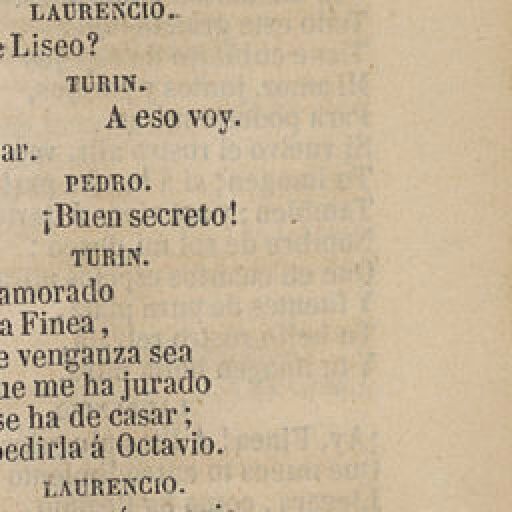 LAURENCIO.
Liseo?
TURIN.
A eso voy.
ar.
PEDRO.
¡Buen secreto!
TURIN.
amorado
a Finea,
e venganza sea
ue me ha jurado
se ha de casar;
pedirla á Octavio.
LAURENCIO.